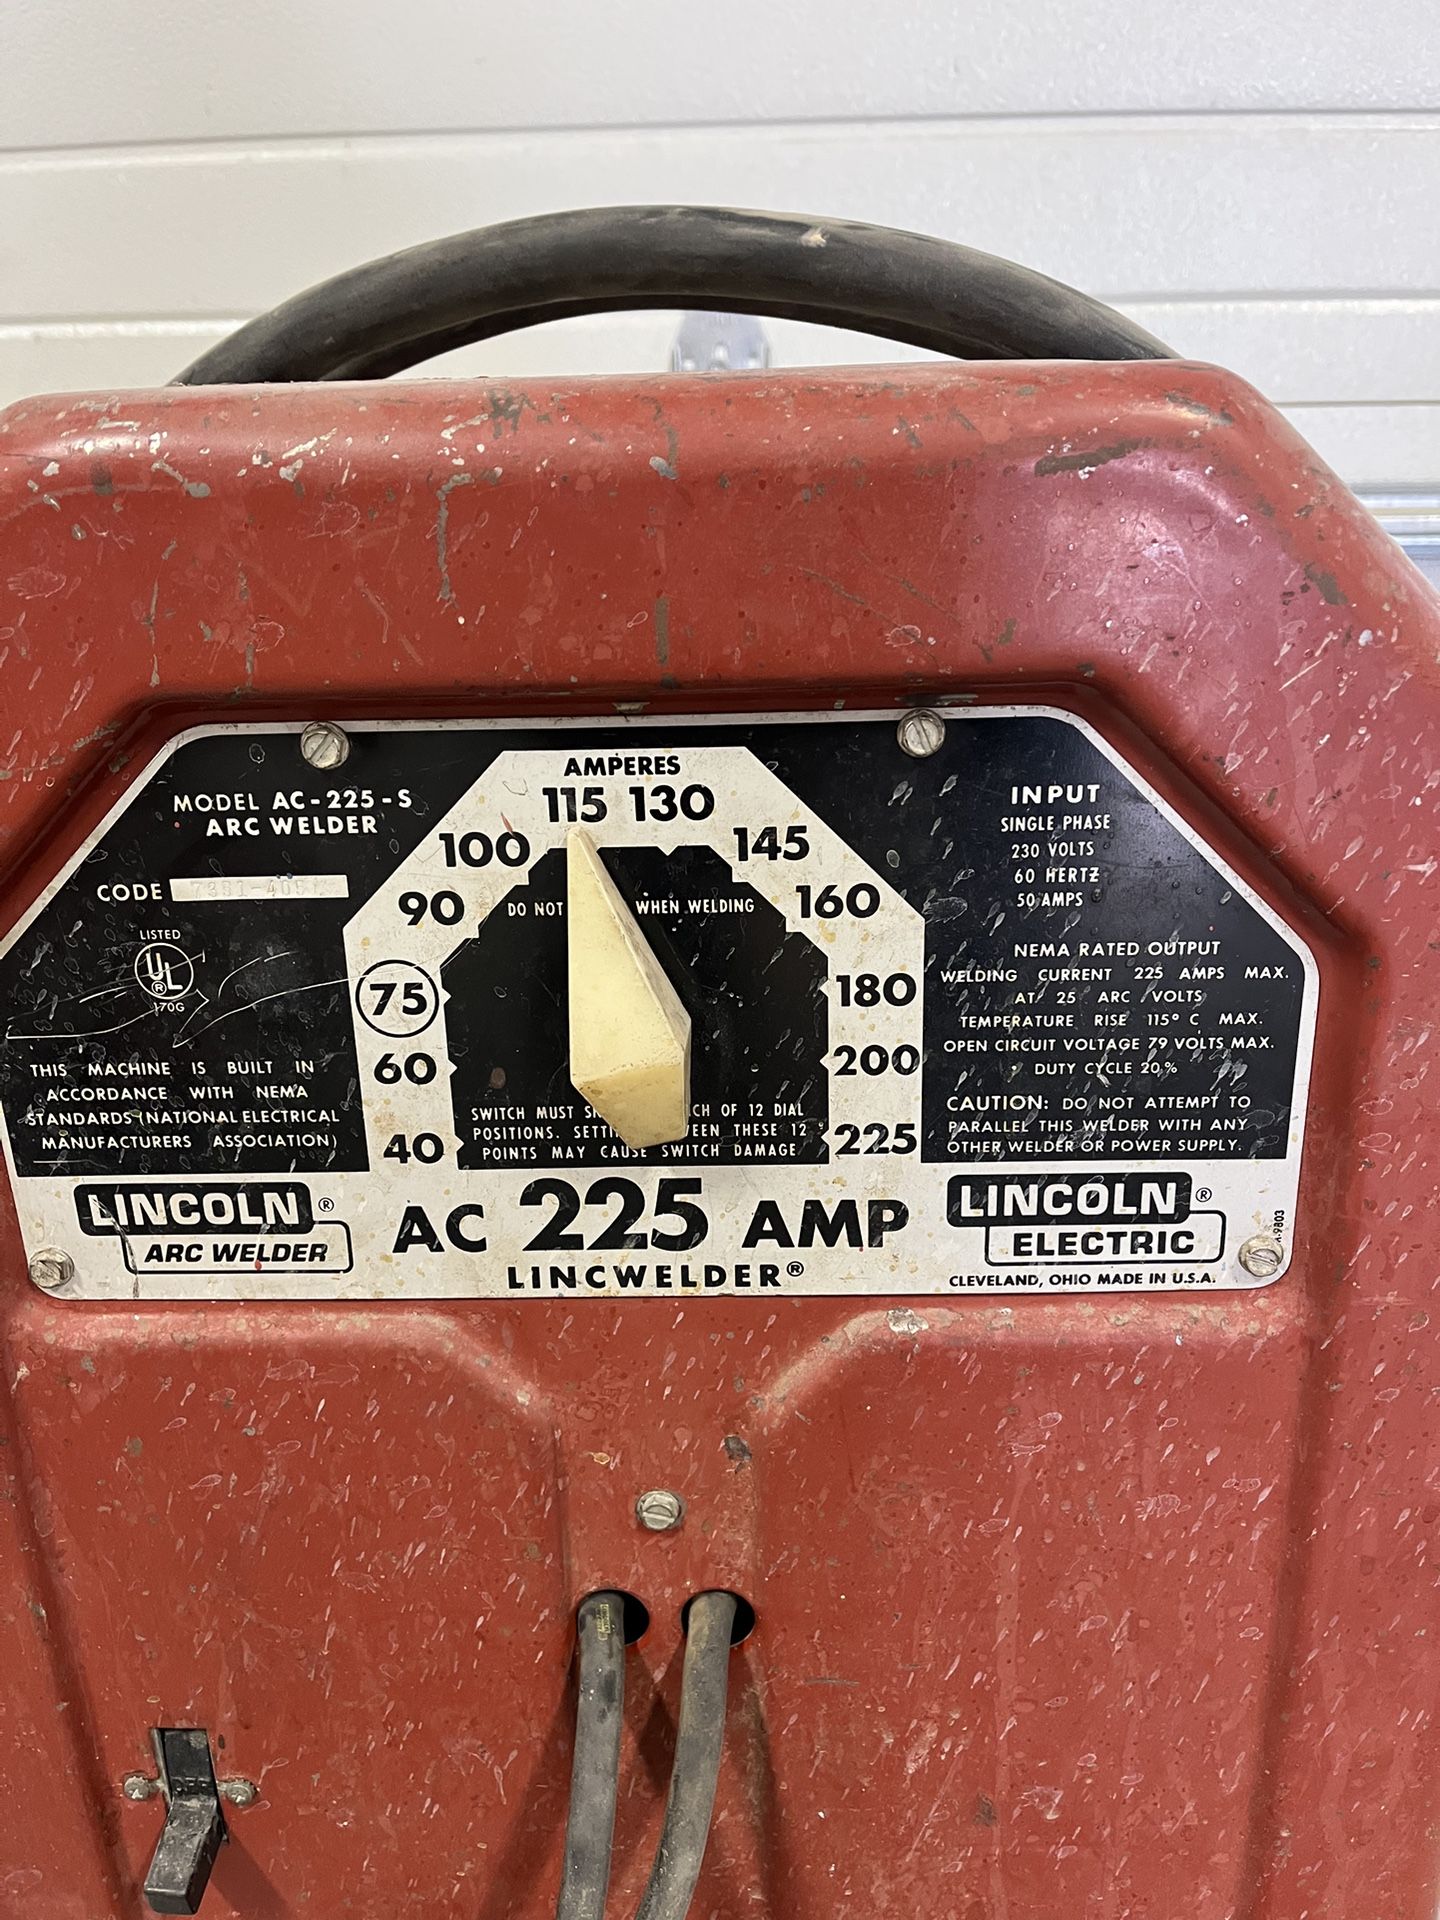 MODEL AC-225-S
ARC WELDER
CODE
LISTED
UL ®
170G
THIS MACHINE IS BUILT IN
ACCORDANCE WITH NEMA
STANDARDS (NATIONAL ELECTRICAL
MANUFACTURERS ASSOCIATION)
LINCOLN ®
ARC WELDER
AMPERES
40
60
75
90
100
115
130
145
160
180
200
225
DO NOT WHEN WELDING
SWITCH MUST OF 12 DIAL
POSITIONS. THESE 12
POINTS MAY CAUSE SWITCH DAMAGE
AC 225 AMP
LINCWELDER®
INPUT
SINGLE PHASE
230 VOLTS
60 HERTZ
50 AMPS
NEMA RATED OUTPUT
WELDING CURRENT 225 AMPS MAX.
AT 25 ARC VOLTS
TEMPERATURE RISE 115° C MAX.
OPEN CIRCUIT VOLTAGE 79 VOLTS MAX.
DUTY CYCLE 20%
CAUTION: DO NOT ATTEMPT TO
PARALLEL THIS WELDER WITH ANY
OTHER WELDER OR POWER SUPPLY.
LINCOLN ®
ELECTRIC
CLEVELAND, OHIO MADE IN U.S.A.
OFF